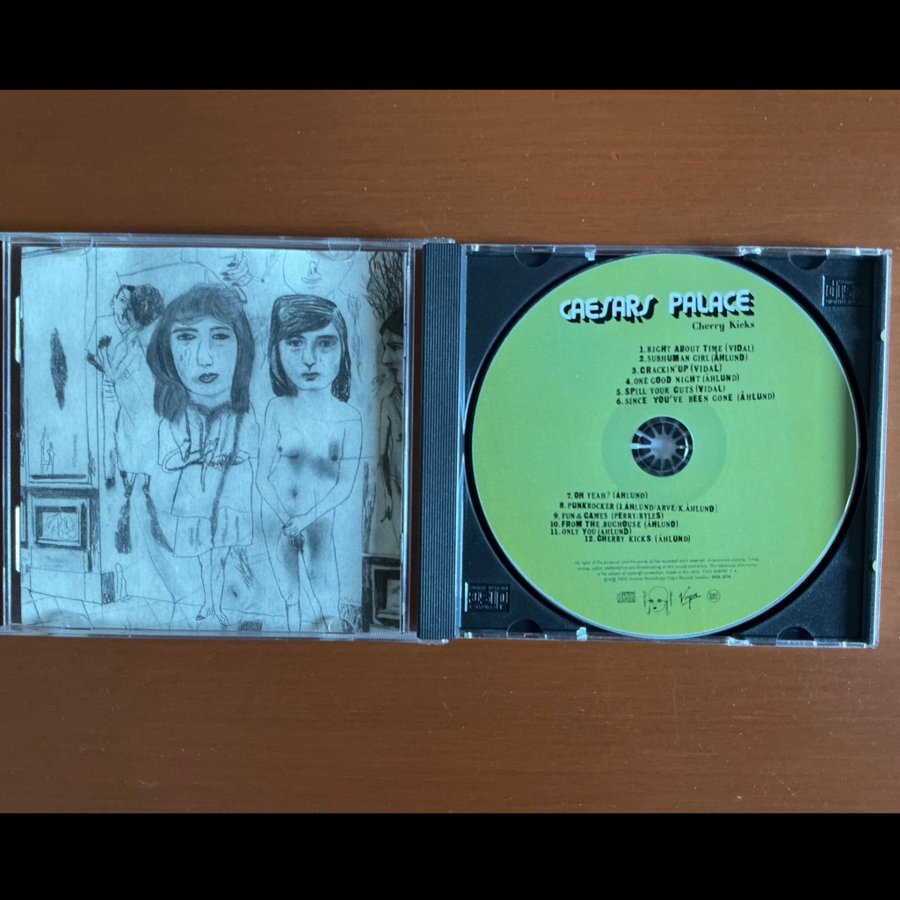 CAESARS PALACE
Cherry Kicks
1. RIGHT ABOUT TIME (VIDAL)
2. SUBHUMAN GIRL (ÅHLUND)
3. CRACKIN' UP (VIDAL)
4. ONE GOOD NIGHT (ÅHLUND)
5. SPILL YOUR GUTS (VIDAL)
6. SINCE YOU'VE BEEN GONE (ÅHLUND)
7. OH YEAH? (ÅHLUND)
8. PUNKROCKER (J.ÅHLUND/ARVE/K.ÅHLUND)
9. FUN & GAMES (PERRY/BYLES)
10. FROM THE BUGHOUSE (ÅHLUND)
11. ONLY YOU (ÅHLUND)
12. CHERRY KICKS (ÅHLUND)
Virgin